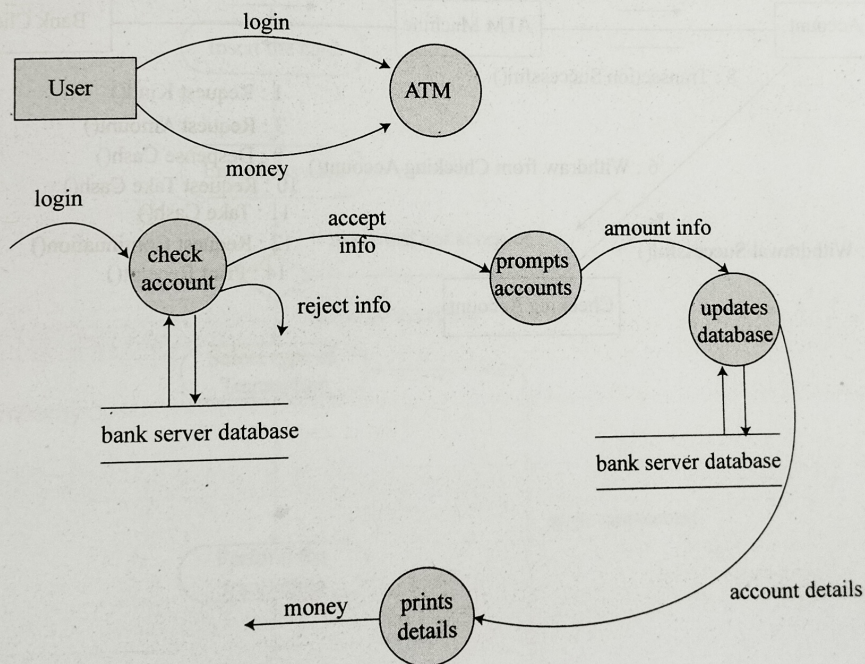 login
User
ATM
money
login
check
account
accept
info
reject info
prompts
accounts
amount info
updates
database
bank server database
bank server database
account details
money
prints
details